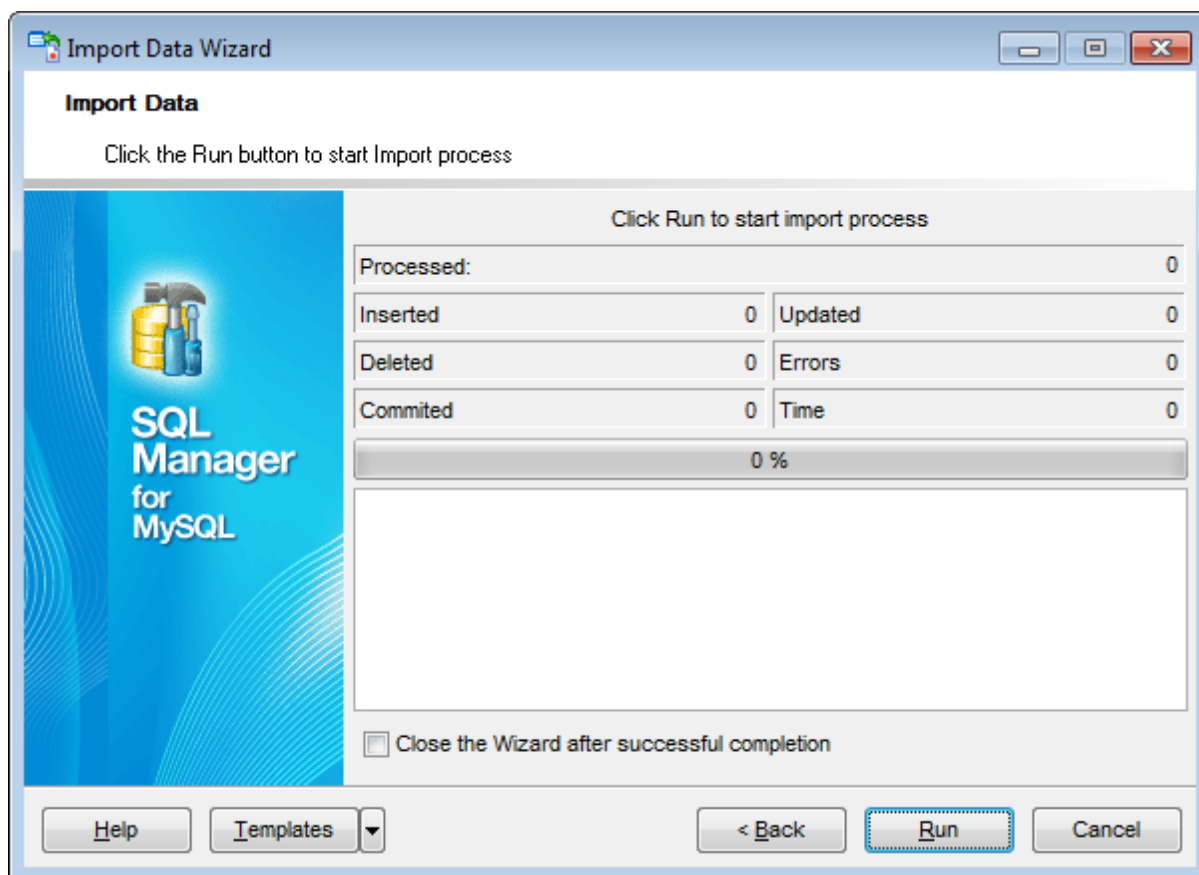 Import Data Wizard
Import Data
Click the Run button to start Import process
Click Run to start import process
Processed: 0
Inserted 0 Updated 0
Deleted 0 Errors 0
Commited 0 Time 0
0 %
SQL
Manager
for
MySQL
Close the Wizard after successful completion
Help Templates < Back Run Cancel